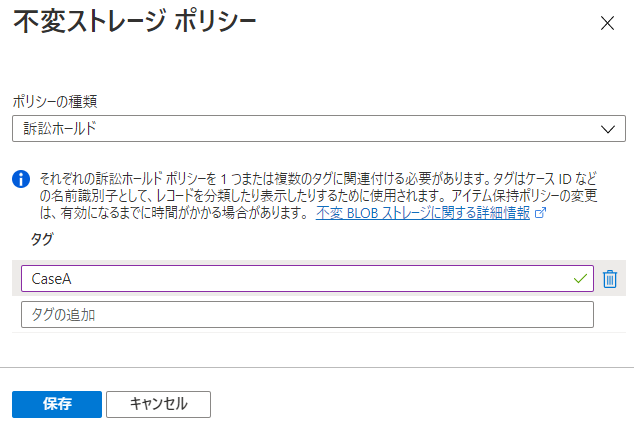 不変ストレージ ポリシー
ポリシーの種類
訴訟ホールド
それぞれの訴訟ホールド ポリシーを 1 つまたは複数のタグに関連付ける必要があります。タグはケース ID など
の名前識別子として、レコードを分類したり表示したりするために使用されます。アイテム保持ポリシーの変更
は、有効になるまでに時間がかかる場合があります。 不変 BLOB ストレージに関する詳細情報
タグ
CaseA
タグの追加
保存
キャンセル